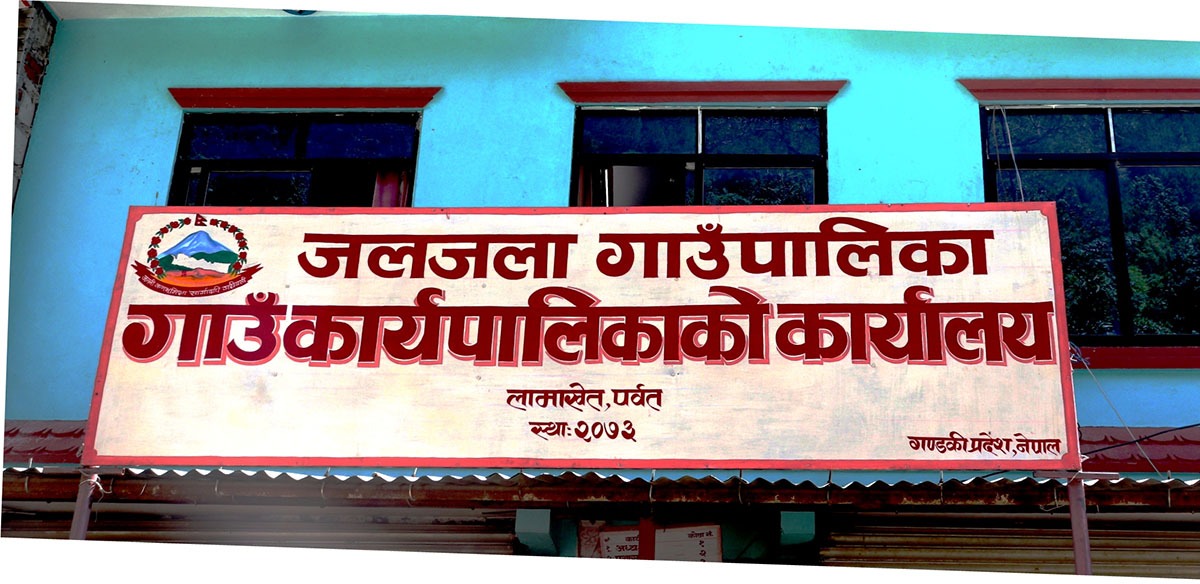 जलजला गाउँपालिका
गाउँकार्यपालिकाको कार्यालय
लामाखेत, पर्वत
स्था: २०७३
गण्डकी प्रदेश, नेपाल